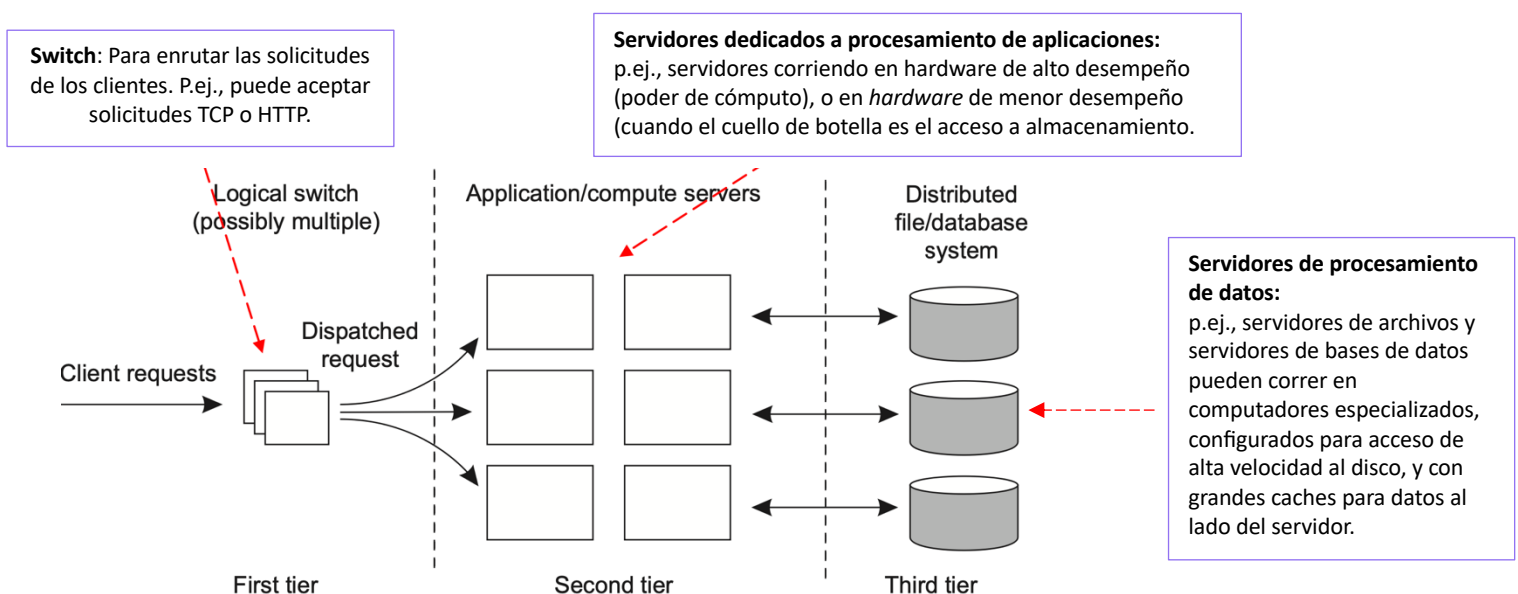 Switch: Para enrutar las solicitudes
de los clientes. P.ej., puede aceptar
solicitudes TCP o HTTP.
Servidores dedicados a procesamiento de aplicaciones:
p.ej., servidores corriendo en hardware de alto desempeño
(poder de cómputo), o en hardware de menor desempeño
(cuando el cuello de botella es el acceso a almacenamiento.
Logical switch
(possibly multiple)
Application/compute servers
Distributed
file/database
system
Servidores de procesamiento
de datos:
p.ej., servidores de archivos y
servidores de bases de datos
pueden correr en
computadores especializados,
configurados para acceso de
alta velocidad al disco, y con
grandes caches para datos al
lado del servidor.
Client requests
Dispatched
request
First tier
Second tier
Third tier